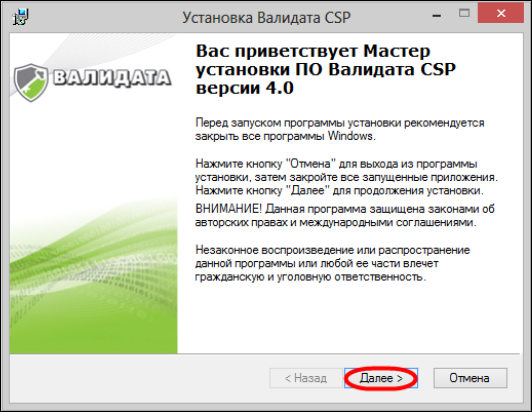 Установка Валидата CSP
ВАЛИДАТА
Вас приветствует Мастер
установки ПО Валидата CSP
версии 4.0
Перед запуском программы установки рекомендуется
закрыть все программы Windows.
Нажмите кнопку "Отмена" для выхода из программы
установки, затем закройте все запущенные приложения.
Нажмите кнопку "Далее" для продолжения установки.
ВНИМАНИЕ! Данная программа защищена законами об
авторских правах и международными соглашениями.
Незаконное воспроизведение или распространение
данной программы или любой ее части влечет
гражданскую и уголовную ответственность.
< Назад
Далее >
Отмена